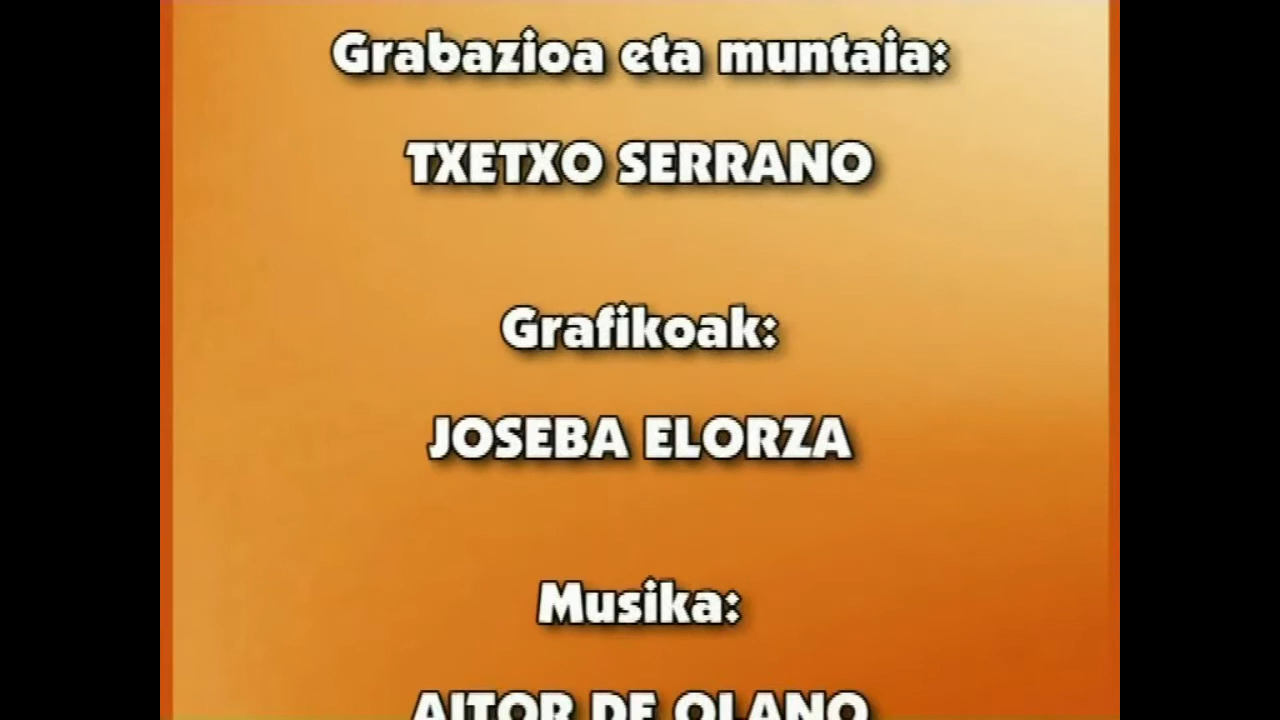 Grabazioa eta muntaia:
TXETXO SERRANO
Grafikoak:
JOSEBA ELORZA
Musika:
AITOR DE OLANO